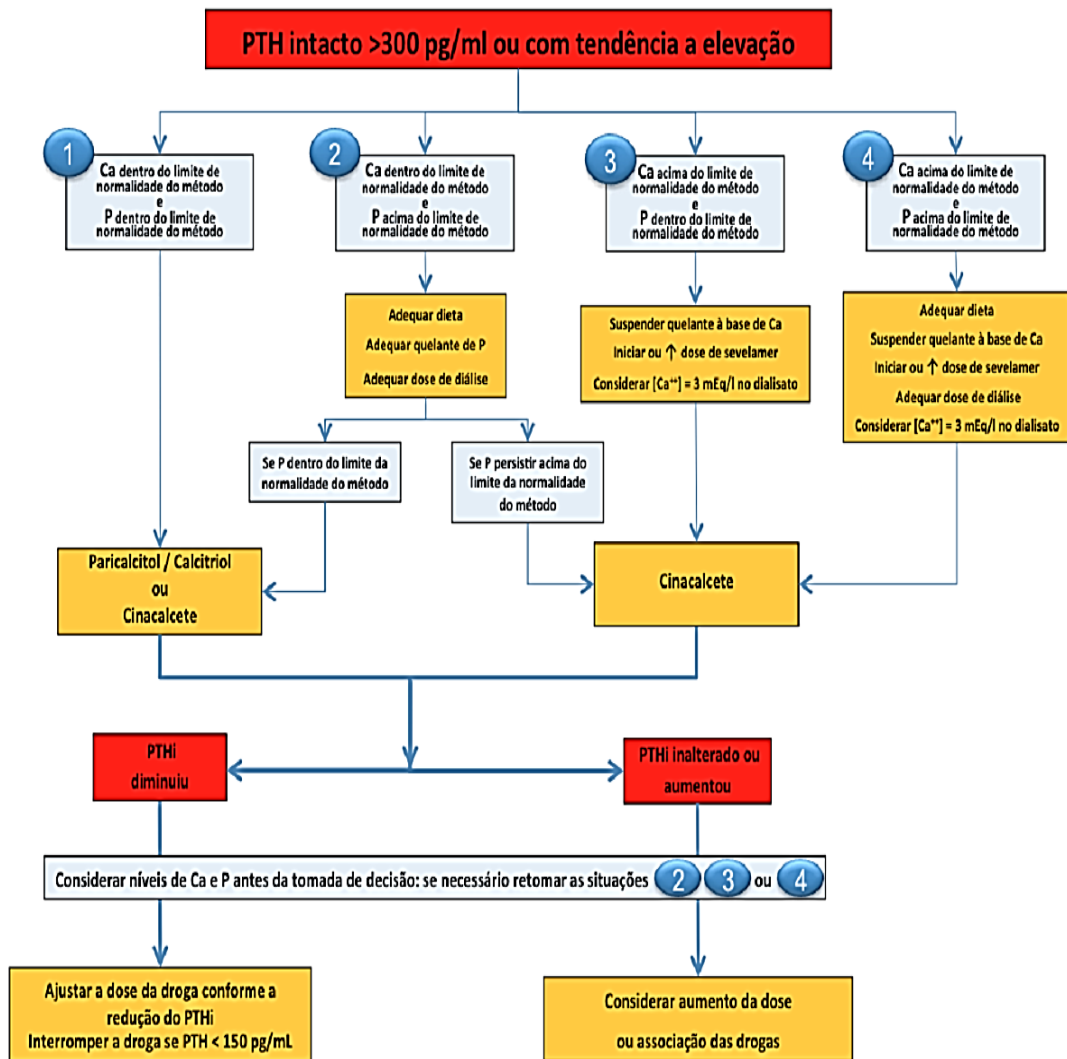 PTH intacto >300 pg/ml ou com tendência a elevação
1
Ca dentro do limite de
normalidade do método
e
P dentro do limite de
normalidade do método
2
Ca dentro do limite de
normalidade do método
e
P acima do limite de
normalidade do método
3
Ca acima do limite de
normalidade do método
e
P dentro do limite de
normalidade do método
4
Ca acima do limite de
normalidade do método
e
P acima do limite de
normalidade do método
Adequar dieta
Adequar quelante de P
Adequar dose de diálise
Suspender quelante à base de Ca
Iniciar ou ↑ dose de sevelamer
Considerar [Ca⁺⁺] = 3 mEq/l no dialisato
Adequar dieta
Suspender quelante à base de Ca
Iniciar ou ↑ dose de sevelamer
Adequar dose de diálise
Considerar [Ca⁺⁺] = 3 mEq/l no dialisato
Se P dentro do limite da
normalidade do método
Se P persistir acima do
limite da normalidade
do método
Paricalcitol / Calcitriol
ou
Cinacalcete
Cinacalcete
PTHi
diminuiu
PTHi inalterado ou
aumentou
Considerar níveis de Ca e P antes da tomada de decisão: se necessário retomar as situações 2 3 ou 4
Ajustar a dose da droga conforme a
redução do PTHi
Interromper a droga se PTH < 150 pg/mL
Considerar aumento da dose
ou associação das drogas